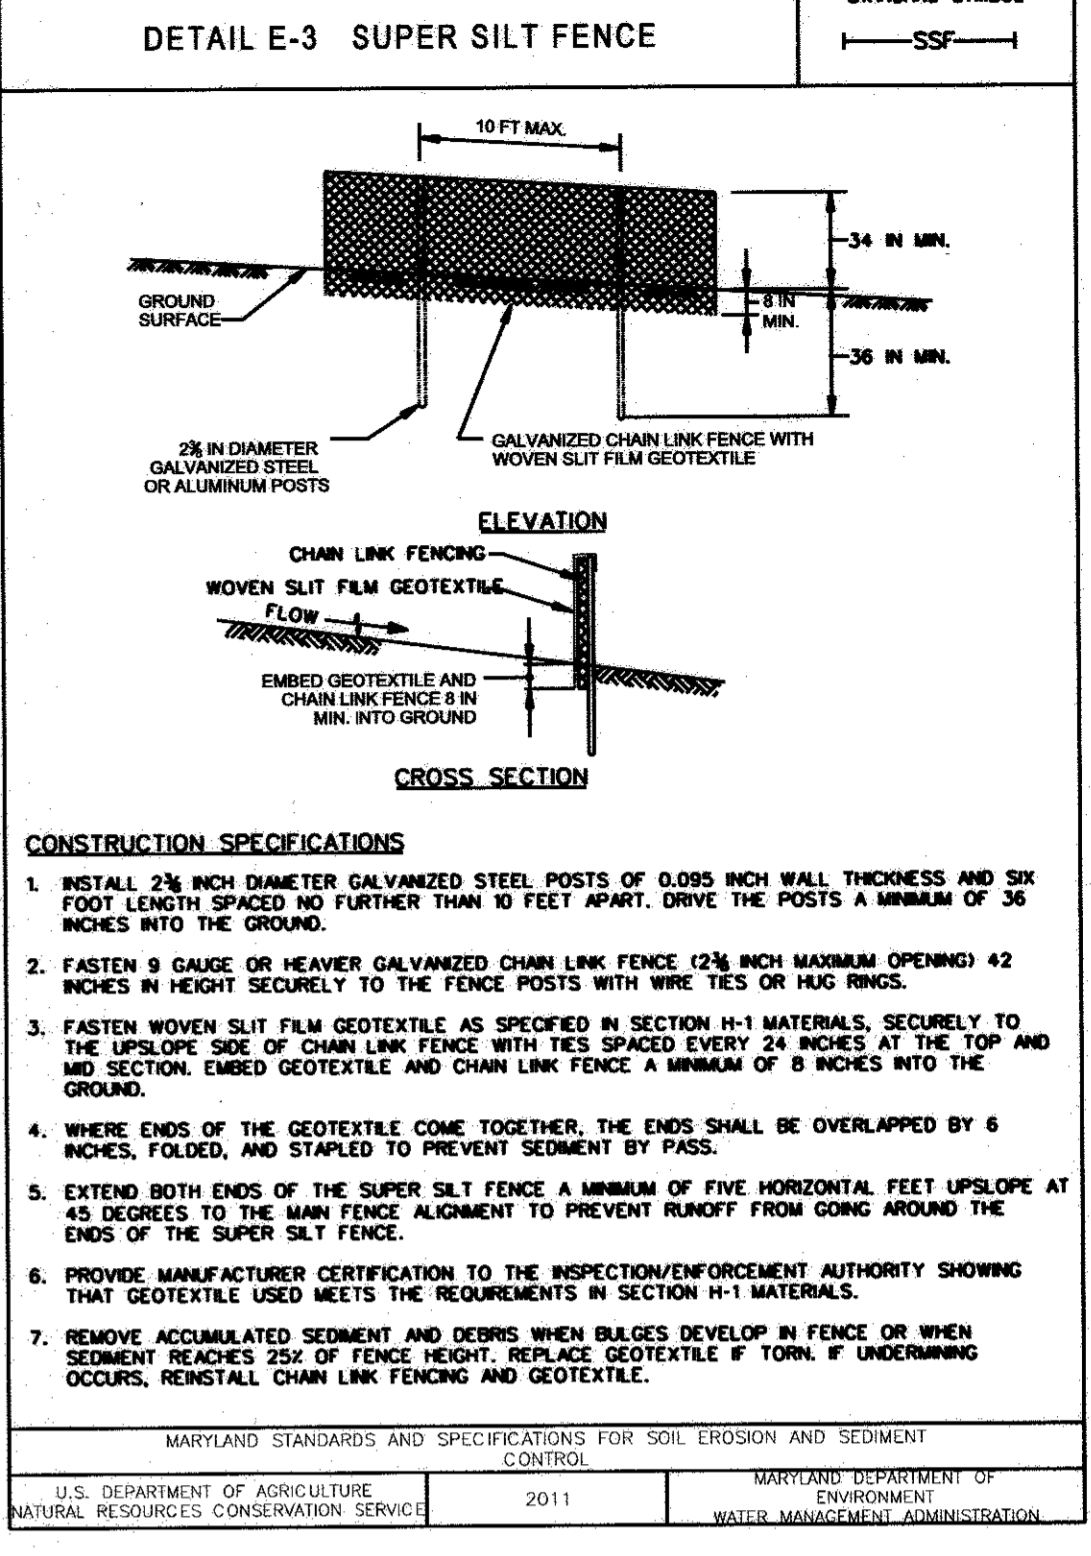 DETAIL E-3 SUPER SILT FENCE
SSF
10 FT MAX.
34 IN MIN.
GROUND
SURFACE
8 IN
MIN.
36 IN MIN.
2⅜ IN DIAMETER
GALVANIZED STEEL
OR ALUMINUM POSTS
GALVANIZED CHAIN LINK FENCE WITH
WOVEN SLIT FILM GEOTEXTILE
ELEVATION
CHAIN LINK FENCING
WOVEN SLIT FILM GEOTEXTILE
FLOW
EMBED GEOTEXTILE AND
CHAIN LINK FENCE 8 IN
MIN. INTO GROUND
CROSS SECTION
CONSTRUCTION SPECIFICATIONS
1. INSTALL 2⅜ INCH DIAMETER GALVANIZED STEEL POSTS OF 0.095 INCH WALL THICKNESS AND SIX
FOOT LENGTH SPACED NO FURTHER THAN 10 FEET APART. DRIVE THE POSTS A MINIMUM OF 36
INCHES INTO THE GROUND.
2. FASTEN 9 GAUGE OR HEAVIER GALVANIZED CHAIN LINK FENCE (2⅜ INCH MAXIMUM OPENING) 42
INCHES IN HEIGHT SECURELY TO THE FENCE POSTS WITH WIRE TIES OR HUG RINGS.
3. FASTEN WOVEN SLIT FILM GEOTEXTILE AS SPECIFIED IN SECTION H-1 MATERIALS, SECURELY TO
THE UPSLOPE SIDE OF CHAIN LINK FENCE WITH TIES SPACED EVERY 24 INCHES AT THE TOP AND
MID SECTION. EMBED GEOTEXTILE AND CHAIN LINK FENCE A MINIMUM OF 8 INCHES INTO THE
GROUND.
4. WHERE ENDS OF THE GEOTEXTILE COME TOGETHER, THE ENDS SHALL BE OVERLAPPED BY 6
INCHES, FOLDED, AND STAPLED TO PREVENT SEDIMENT BY PASS.
5. EXTEND BOTH ENDS OF THE SUPER SILT FENCE A MINIMUM OF FIVE HORIZONTAL FEET UPSLOPE AT
45 DEGREES TO THE MAIN FENCE ALIGNMENT TO PREVENT RUNOFF FROM GOING AROUND THE
ENDS OF THE SUPER SILT FENCE.
6. PROVIDE MANUFACTURER CERTIFICATION TO THE INSPECTION/ENFORCEMENT AUTHORITY SHOWING
THAT GEOTEXTILE USED MEETS THE REQUIREMENTS IN SECTION H-1 MATERIALS.
7. REMOVE ACCUMULATED SEDIMENT AND DEBRIS WHEN BULGES DEVELOP IN FENCE OR WHEN
SEDIMENT REACHES 25% OF FENCE HEIGHT. REPLACE GEOTEXTILE IF TORN. IF UNDERMINING
OCCURS, REINSTALL CHAIN LINK FENCING AND GEOTEXTILE.
MARYLAND STANDARDS AND SPECIFICATIONS FOR SOIL EROSION AND SEDIMENT
CONTROL
U.S. DEPARTMENT OF AGRICULTURE
NATURAL RESOURCES CONSERVATION SERVICE
2011
MARYLAND DEPARTMENT OF
ENVIRONMENT
WATER MANAGEMENT ADMINISTRATION